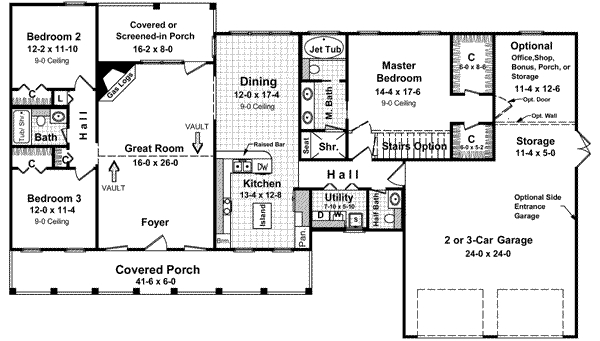 Bedroom 2
12-2 x 11-10
9-0 Ceiling
Covered or
Screened-in Porch
16-2 x 8-0
Gas Logs
C
L
Tub/ Shv
Bath
Hall
C
C
Bedroom 3
12-0 x 11-4
9-0 Ceiling
Great Room
16-0 x 26-0
VAULT
VAULT
Foyer
Covered Porch
41-6 x 6-0
Dining
12-0 x 17-4
9-0 Ceiling
Raised Bar
DW
Kitchen
13-4 x 12-8
Island
Brm.
Pan.
Jet Tub
M. Bath
Seat
Shr.
Master
Bedroom
14-4 x 17-6
9-0 Ceiling
C
6-0 x 8-6
C
6-0 x 5-2
Stairs Option
Hall
Utility
7-10 x 6-10
D
W
S
Half Bath
Optional
Office,Shop,
Bonus, Porch, or
Storage
11-4 x 12-6
Opt. Door
Opt. Wall
Storage
11-4 x 5-0
Optional Side
Entrance
Garage
2 or 3-Car Garage
24-0 x 24-0